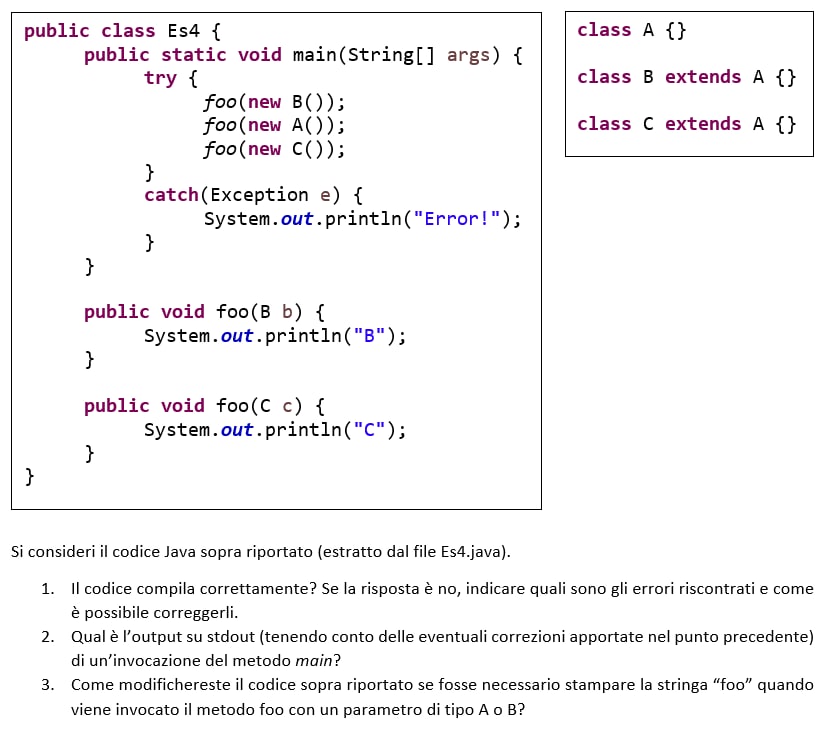 public class Es4 {
public static void main(String[] args) {
try {
foo(new B());
foo(new A());
foo(new C());
}
catch(Exception e) {
System.out.println("Error!");
}
}
public void foo(B b) {
System.out.println("B");
}
public void foo(C c) {
System.out.println("C");
}
}
class A {}
class B extends A {}
class C extends A {}
Si consideri il codice Java sopra riportato (estratto dal file Es4.java).
1. Il codice compila correttamente? Se la risposta è no, indicare quali sono gli errori riscontrati e come
è possibile correggerli.
2. Qual è l’output su stdout (tenendo conto delle eventuali correzioni apportate nel punto precedente)
di un’invocazione del metodo main?
3. Come modifichereste il codice sopra riportato se fosse necessario stampare la stringa “foo” quando
viene invocato il metodo foo con un parametro di tipo A o B?